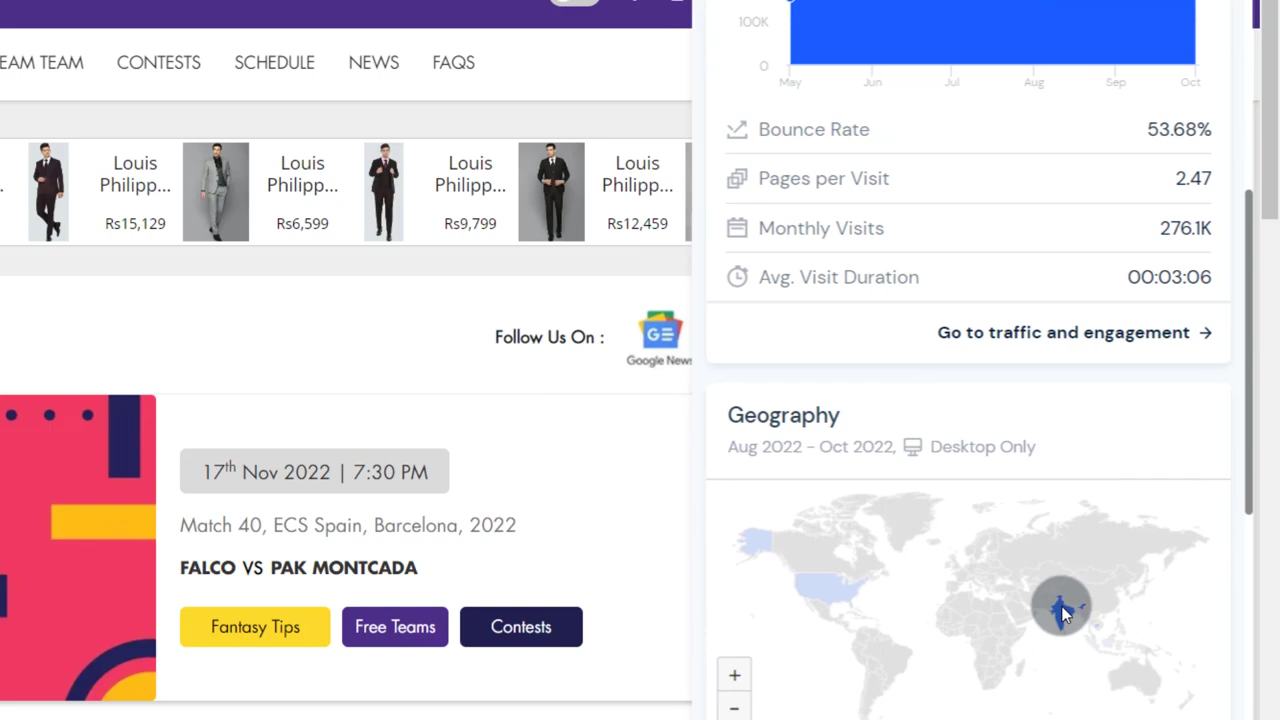 EAM TEAM CONTESTS SCHEDULE NEWS FAQS
Louis Philipp... Rs15,129
Louis Philipp... Rs6,599
Louis Philipp... Rs9,799
Louis Philipp... Rs12,459
Follow Us On :
GE
Google News
17th Nov 2022 | 7:30 PM
Match 40, ECS Spain, Barcelona, 2022
FALCO VS PAK MONTCADA
Fantasy Tips Free Teams Contests
100K
0
May Jun Jul Aug Sep Oct
Bounce Rate 53.68%
Pages per Visit 2.47
Monthly Visits 276.1K
Avg. Visit Duration 00:03:06
Go to traffic and engagement →
Geography
Aug 2022 - Oct 2022, Desktop Only
+
-